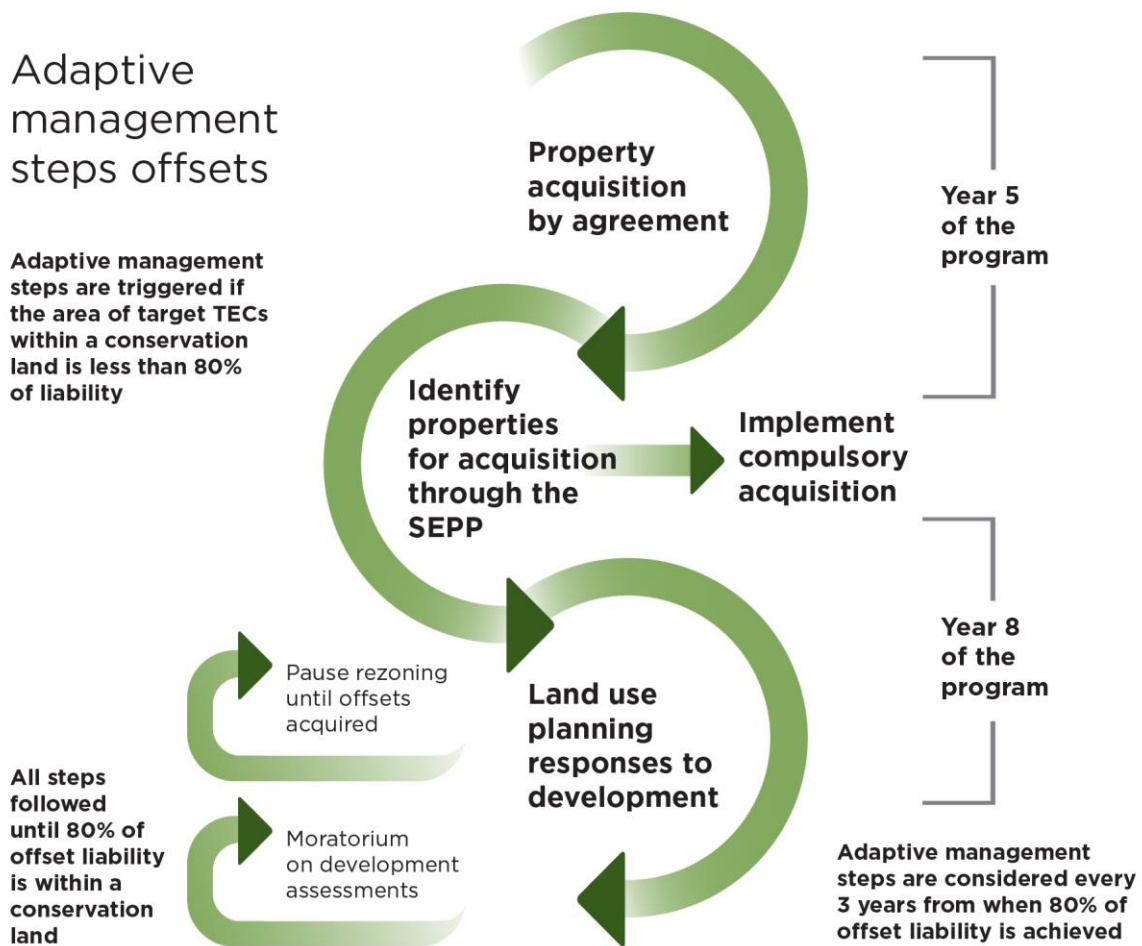 Adaptive
management
steps offsets
Adaptive management
steps are triggered if
the area of target TECs
within a conservation
land is less than 80%
of liability
Property
acquisition
by agreement
Year 5
of the
program
Identify
properties
for acquisition
through the
SEPP
Implement
compulsory
acquisition
Year 8
of the
program
Pause rezoning
until offsets
acquired
Land use
planning
responses to
development
All steps
followed
until 80% of
offset liability
is within a
conservation
land
Moratorium
on development
assessments
Adaptive management
steps are considered every
3 years from when 80% of
offset liability is achieved